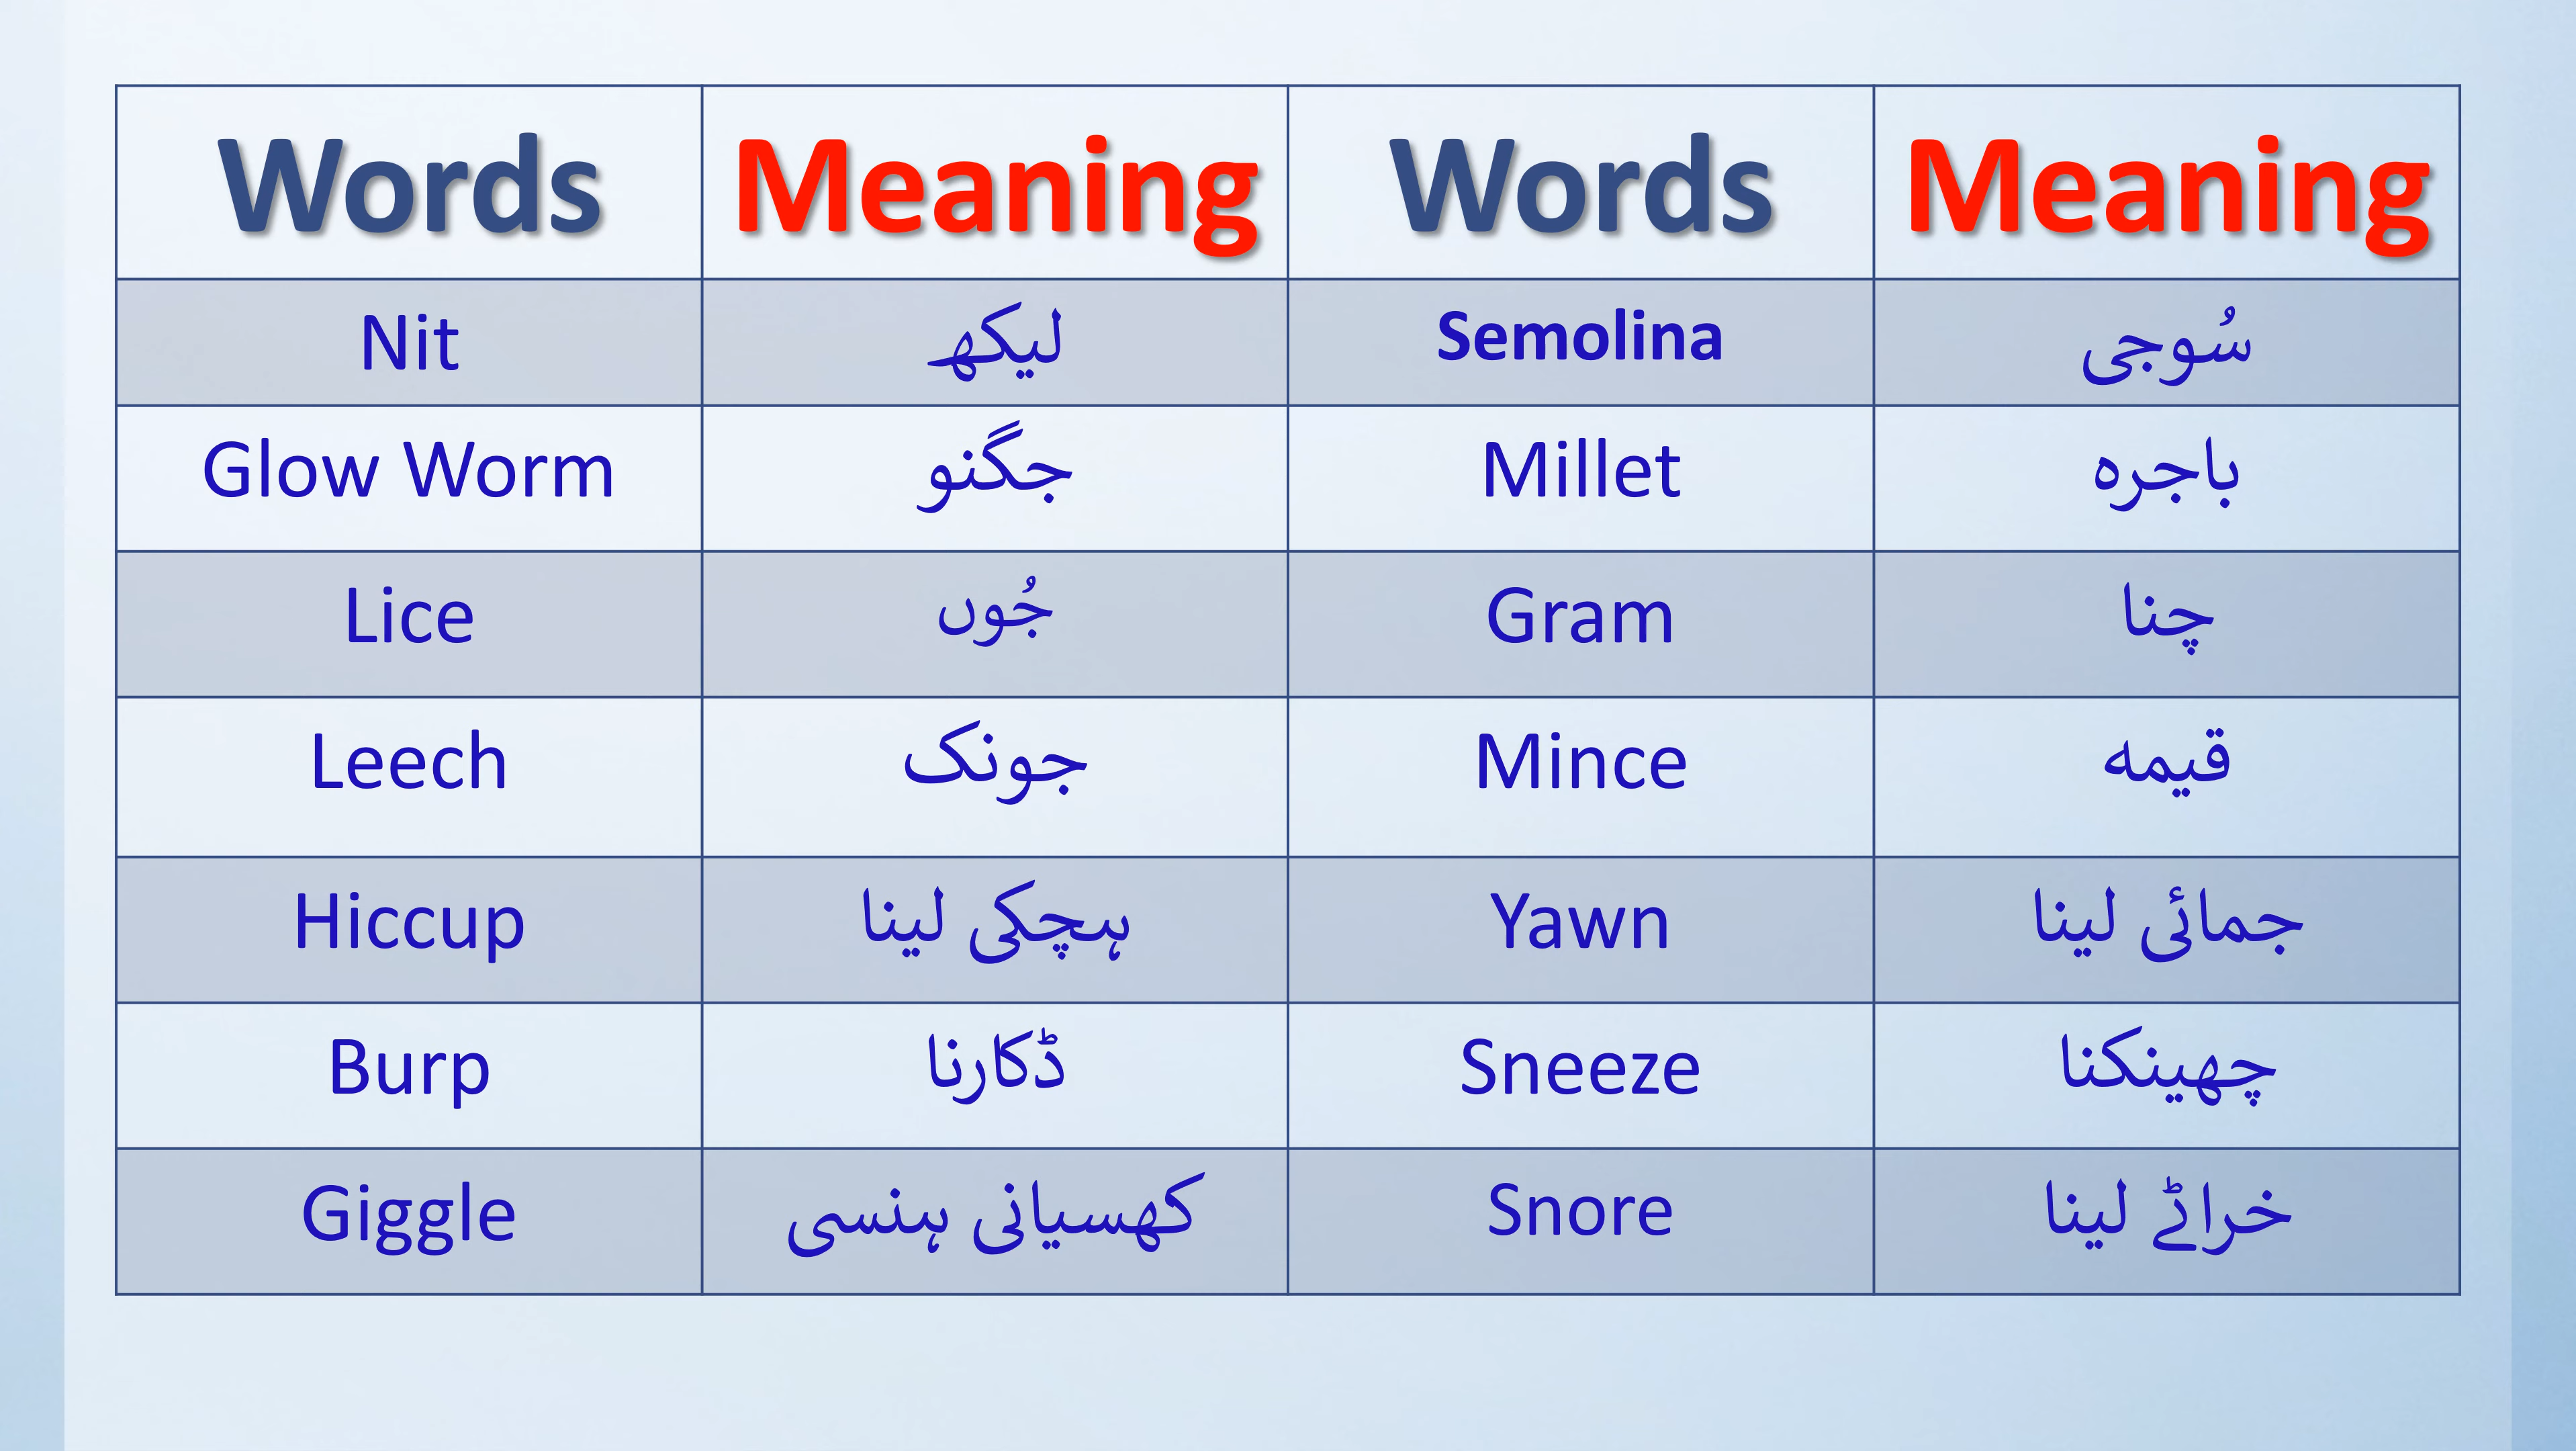 Words Meaning Words Meaning
Nit لیکھ Semolina سُوجی
Glow Worm جگنو Millet باجرہ
Lice جُوں Gram چنا
Leech جونک Mince قیمہ
Hiccup ہچکی لینا Yawn جمائی لینا
Burp ڈکارنا Sneeze چھینکنا
Giggle کھسیانی ہنسی Snore خراٹے لینا